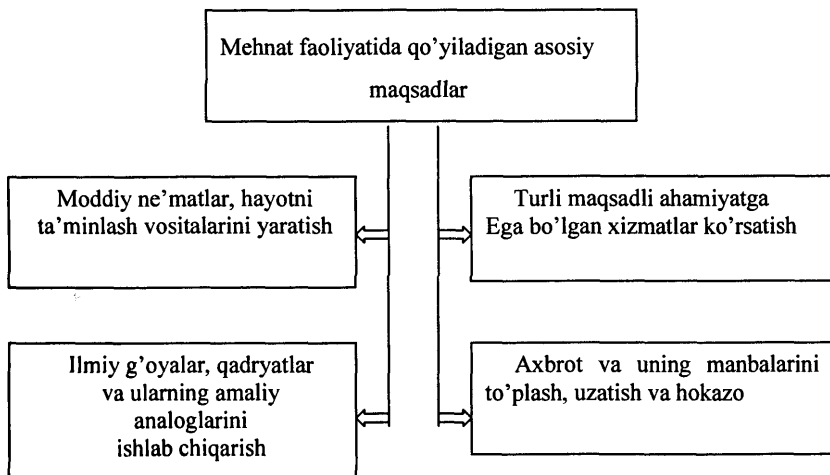 Mehnat faoliyatida qo’yiladigan asosiy
maqsadlar
Moddiy ne’matlar, hayotni
ta’minlash vositalarini yaratish
Turli maqsadli ahamiyatga
Ega bo’lgan xizmatlar ko’rsatish
Ilmiy g’oyalar, qadryatlar
va ularning amaliy
analoglarini
ishlab chiqarish
Axbrot va uning manbalarini
to’plash, uzatish va hokazo